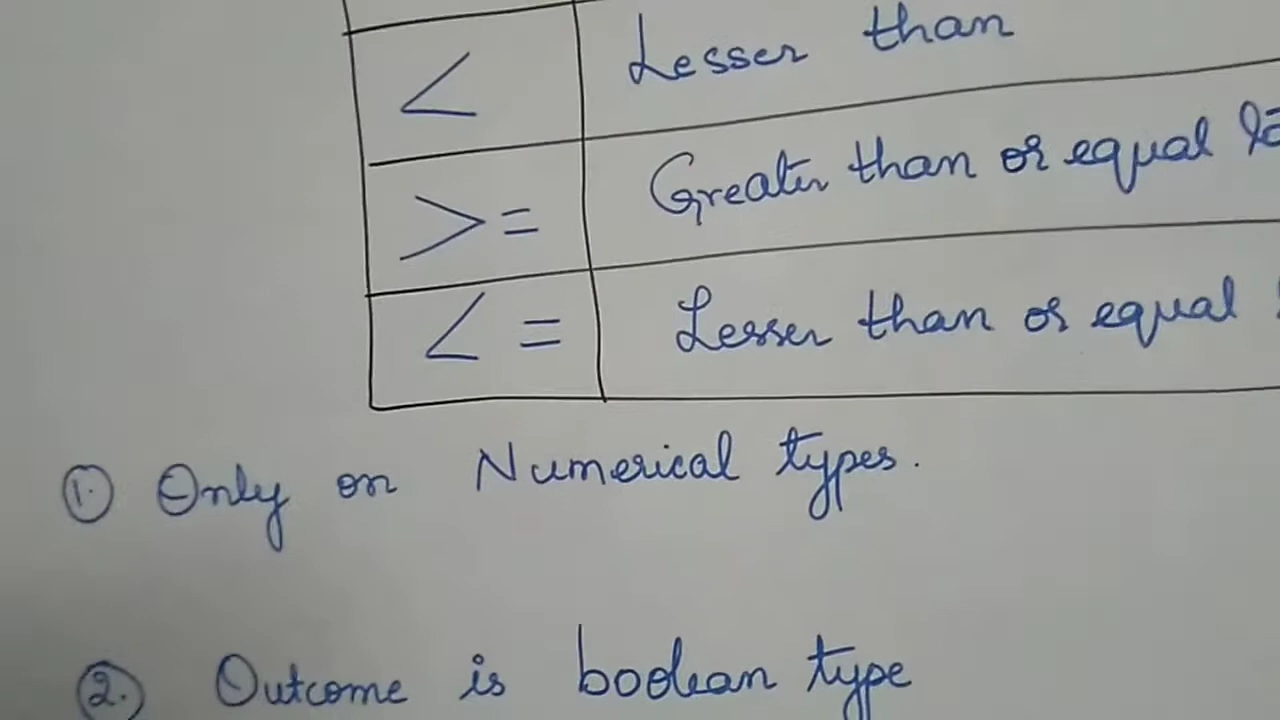 < Lesser than
>= Greater than or equal to
<= Lesser than or equal
1. Only on Numerical types.
2. Outcome is boolean type